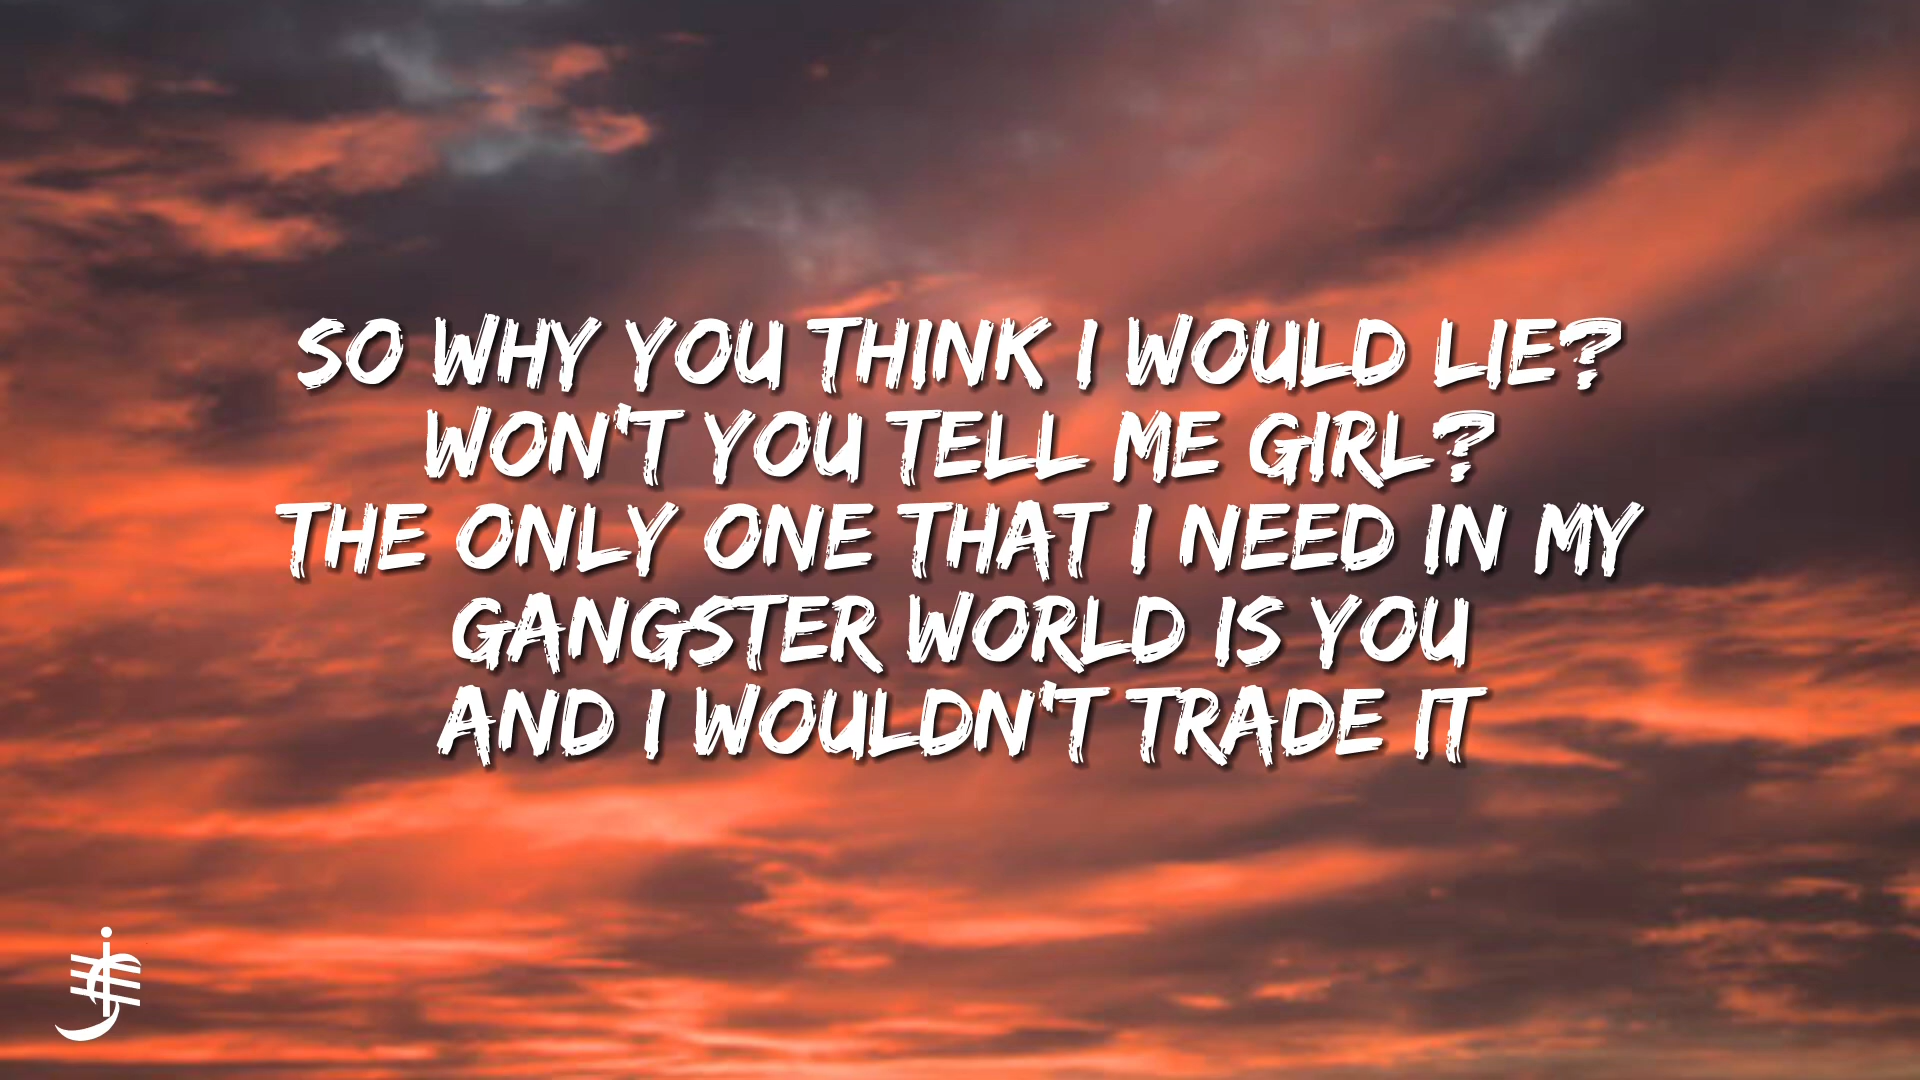 SO WHY YOU THINK I WOULD LIE?
WON'T YOU TELL ME GIRL?
THE ONLY ONE THAT I NEED IN MY
GANGSTER WORLD IS YOU
AND I WOULDN'T TRADE IT